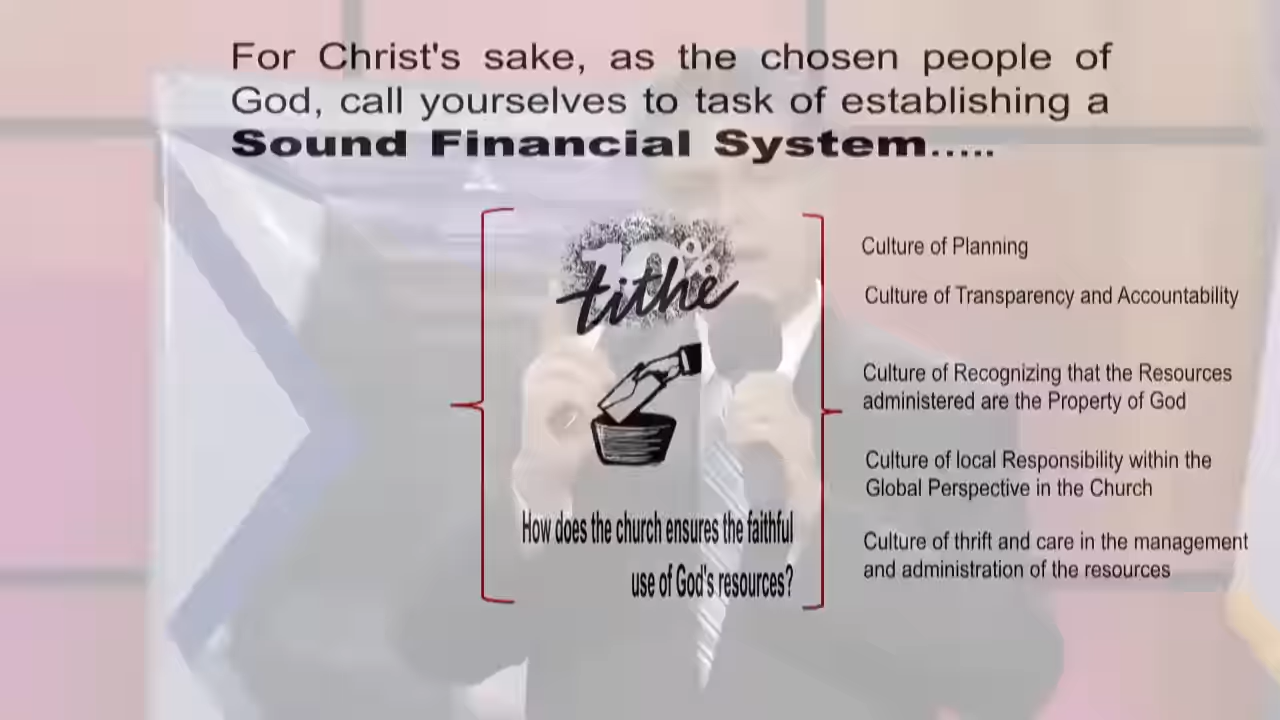 For Christ's sake, as the chosen people of
God, call yourselves to task of establishing a
Sound Financial System.....
10%
tithe
How does the church ensures the faithful
use of God's resources?
Culture of Planning
Culture of Transparency and Accountability
Culture of Recognizing that the Resources
administered are the Property of God
Culture of local Responsibility within the
Global Perspective in the Church
Culture of thrift and care in the management
and administration of the resources